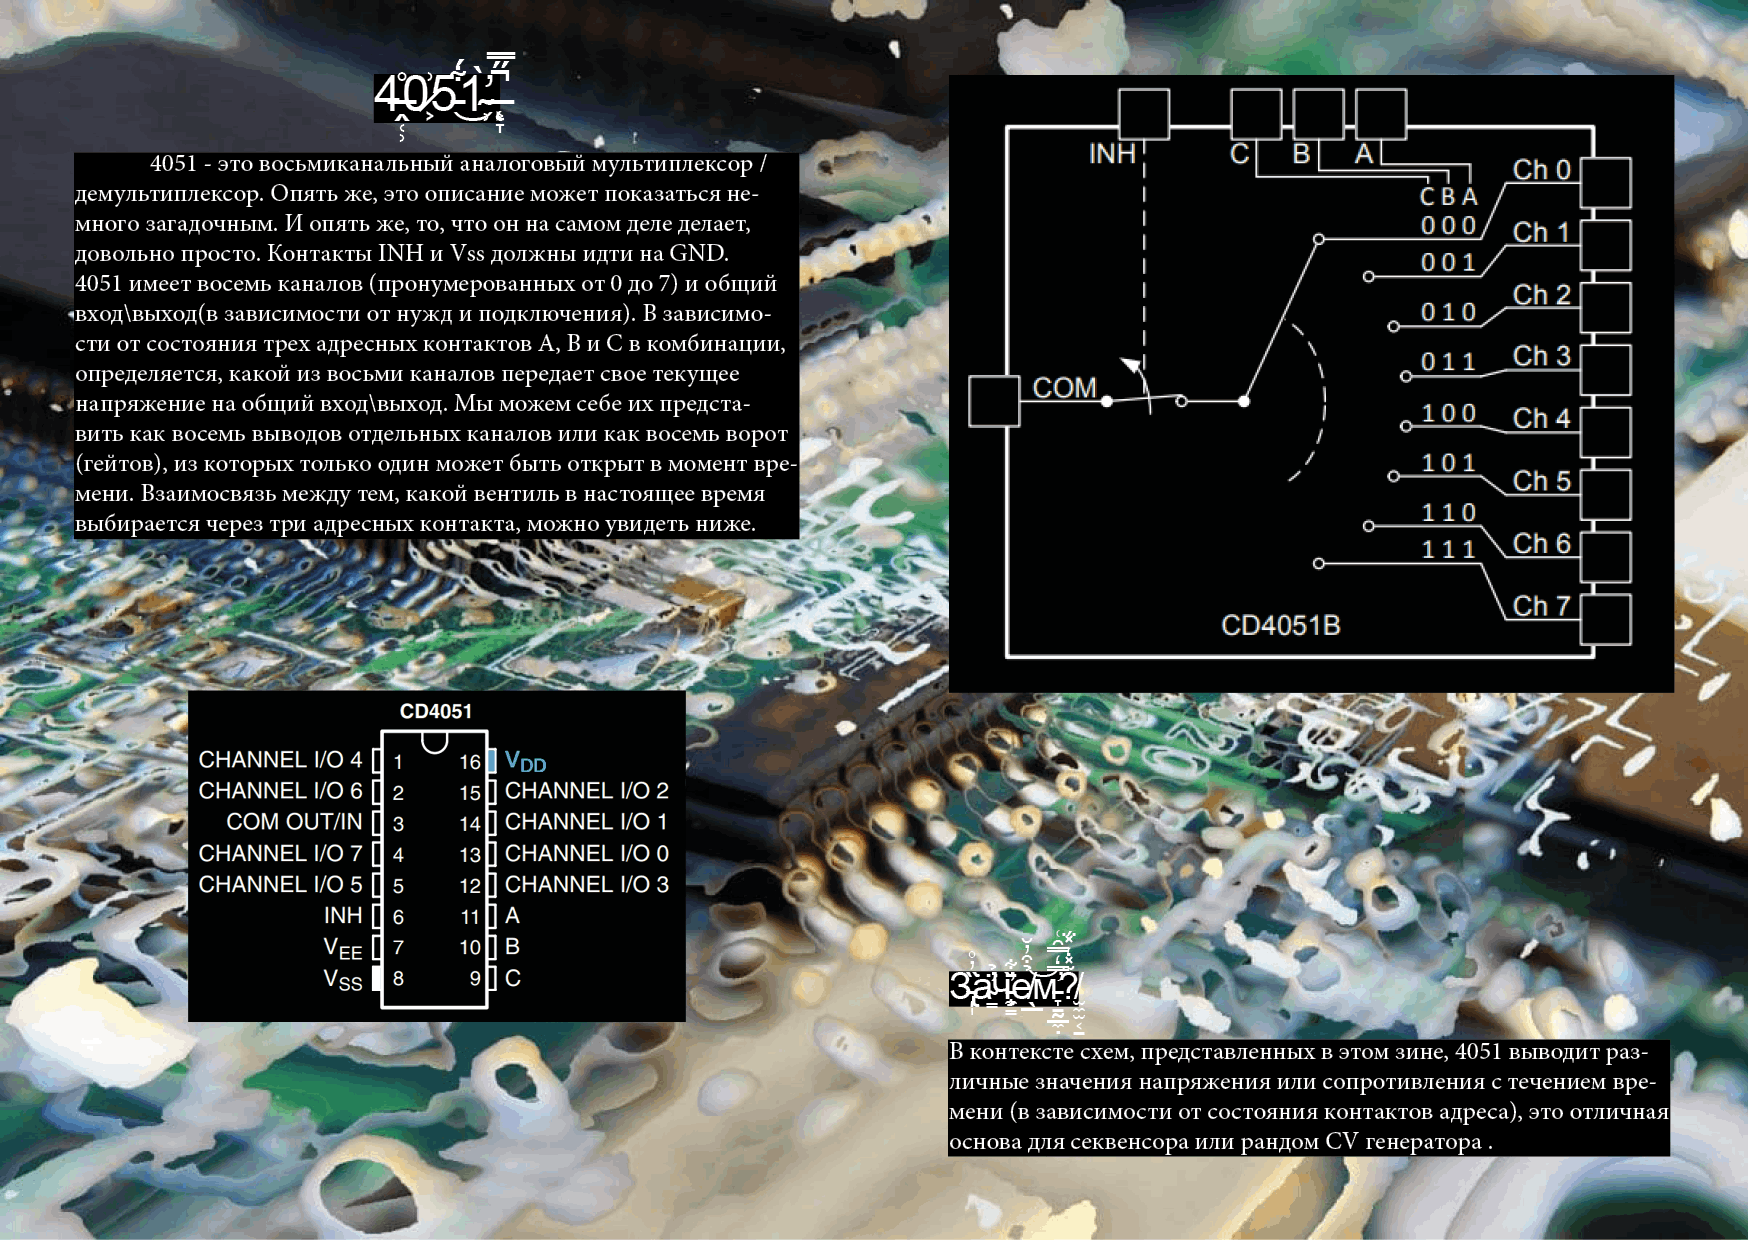 4051
4051 - это восьмиканальный аналоговый мультиплексор /
демультиплексор. Опять же, это описание может показаться не-
много загадочным. И опять же, то, что он на самом деле делает,
довольно просто. Контакты INH и Vss должны идти на GND.
4051 имеет восемь каналов (пронумерованных от 0 до 7) и общий
вход\выход(в зависимости от нужд и подключения). В зависимо-
сти от состояния трех адресных контактов A, B и C в комбинации,
определяется, какой из восьми каналов передает свое текущее
напряжение на общий вход\выход. Мы можем себе их предста-
вить как восемь выводов отдельных каналов или как восемь ворот
(гейтов), из которых только один может быть открыт в момент вре-
мени. Взаимосвязь между тем, какой вентиль в настоящее время
выбирается через три адресных контакта, можно увидеть ниже.
CD4051
CHANNEL I/O 4 1 16 VDD
CHANNEL I/O 6 2 15 CHANNEL I/O 2
COM OUT/IN 3 14 CHANNEL I/O 1
CHANNEL I/O 7 4 13 CHANNEL I/O 0
CHANNEL I/O 5 5 12 CHANNEL I/O 3
INH 6 11 A
VEE 7 10 B
VSS 8 9 C
INH C B A
C B A
0 0 0 Ch 0
0 0 1 Ch 1
0 1 0 Ch 2
0 1 1 Ch 3
1 0 0 Ch 4
1 0 1 Ch 5
1 1 0 Ch 6
1 1 1 Ch 7
COM
CD4051B
Зачем?/
В контексте схем, представленных в этом зине, 4051 выводит раз-
личные значения напряжения или сопротивления с течением вре-
мени (в зависимости от состояния контактов адреса), это отличная
основа для секвенсора или рандом CV генератора .